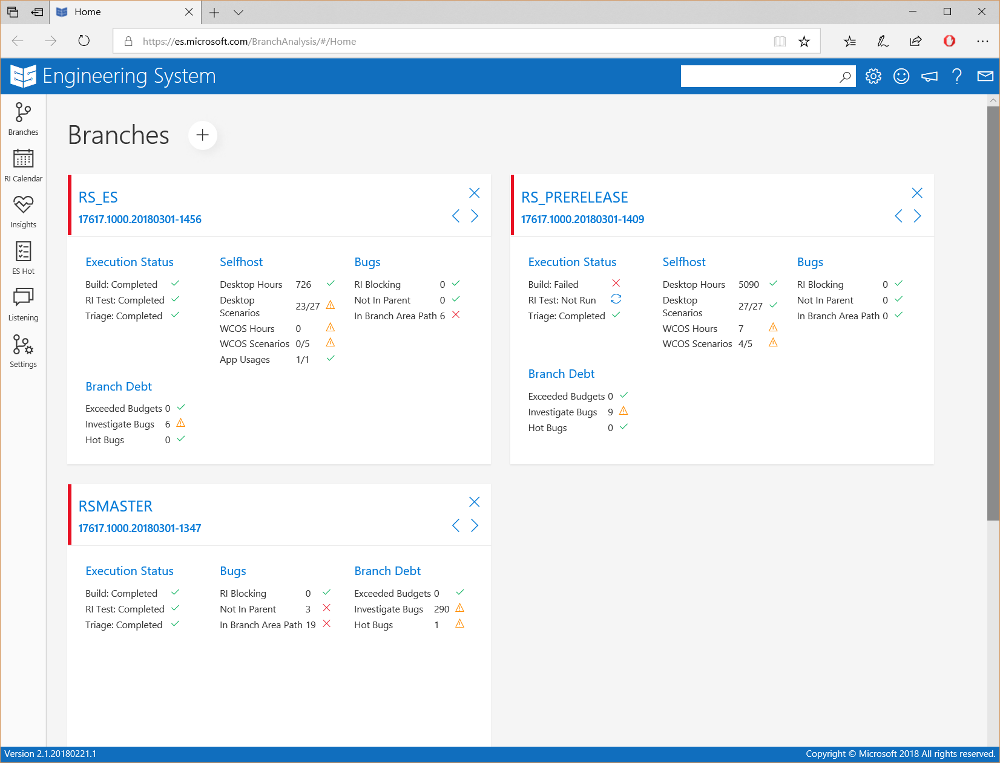 Home
https://es.microsoft.com/BranchAnalysis/#/Home
Engineering System
Branches
RI Calendar
Insights
ES Hot
Listening
Settings
Branches
RS_ES
17617.1000.20180301-1456
Execution Status
Build: Completed
RI Test: Completed
Triage: Completed
Selfhost
Desktop Hours 726
Desktop
Scenarios 23/27
WCOS Hours 0
WCOS Scenarios 0/5
App Usages 1/1
Bugs
RI Blocking 0
Not In Parent 0
In Branch Area Path 6
Branch Debt
Exceeded Budgets 0
Investigate Bugs 6
Hot Bugs 0
RS_PRERELEASE
17617.1000.20180301-1409
Execution Status
Build: Failed
RI Test: Not Run
Triage: Completed
Selfhost
Desktop Hours 5090
Desktop
Scenarios 27/27
WCOS Hours 7
WCOS Scenarios 4/5
Bugs
RI Blocking 0
Not In Parent 0
In Branch Area Path 0
Branch Debt
Exceeded Budgets 0
Investigate Bugs 9
Hot Bugs 0
RSMASTER
17617.1000.20180301-1347
Execution Status
Build: Completed
RI Test: Completed
Triage: Completed
Bugs
RI Blocking 0
Not In Parent 3
In Branch Area Path 19
Branch Debt
Exceeded Budgets 0
Investigate Bugs 290
Hot Bugs 1
Version 2.1.20180221.1
Copyright © Microsoft 2018 All rights reserved.